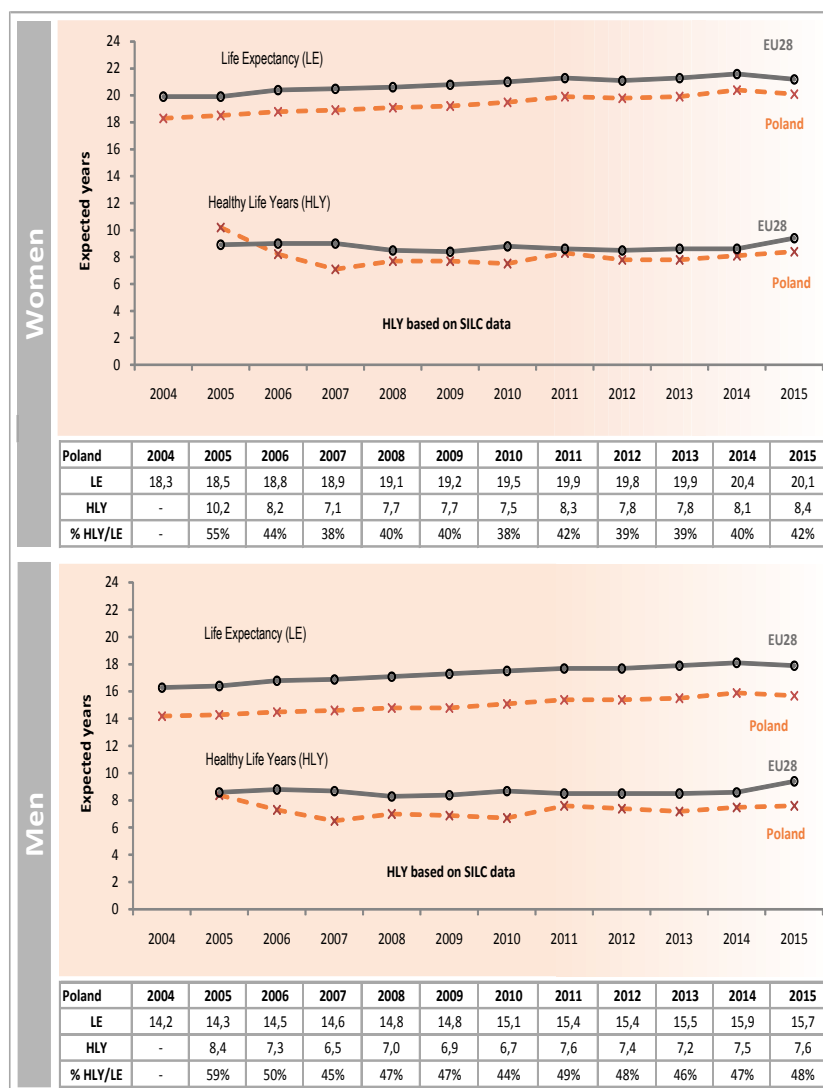 Women
Expected years
24
22
20
18
16
14
12
10
8
6
4
2
0
Life Expectancy (LE)
EU28
Poland
Healthy Life Years (HLY)
EU28
Poland
HLY based on SILC data
2004 2005 2006 2007 2008 2009 2010 2011 2012 2013 2014 2015
Poland 2004 2005 2006 2007 2008 2009 2010 2011 2012 2013 2014 2015
LE 18,3 18,5 18,8 18,9 19,1 19,2 19,5 19,9 19,8 19,9 20,4 20,1
HLY - 10,2 8,2 7,1 7,7 7,7 7,5 8,3 7,8 7,8 8,1 8,4
% HLY/LE - 55% 44% 38% 40% 40% 38% 42% 39% 39% 40% 42%
Men
Expected years
24
22
20
18
16
14
12
10
8
6
4
2
0
Life Expectancy (LE)
EU28
Poland
Healthy Life Years (HLY)
EU28
Poland
HLY based on SILC data
2004 2005 2006 2007 2008 2009 2010 2011 2012 2013 2014 2015
Poland 2004 2005 2006 2007 2008 2009 2010 2011 2012 2013 2014 2015
LE 14,2 14,3 14,5 14,6 14,8 14,8 15,1 15,4 15,4 15,5 15,9 15,7
HLY - 8,4 7,3 6,5 7,0 6,9 6,7 7,6 7,4 7,2 7,5 7,6
% HLY/LE - 59% 50% 45% 47% 47% 44% 49% 48% 46% 47% 48%